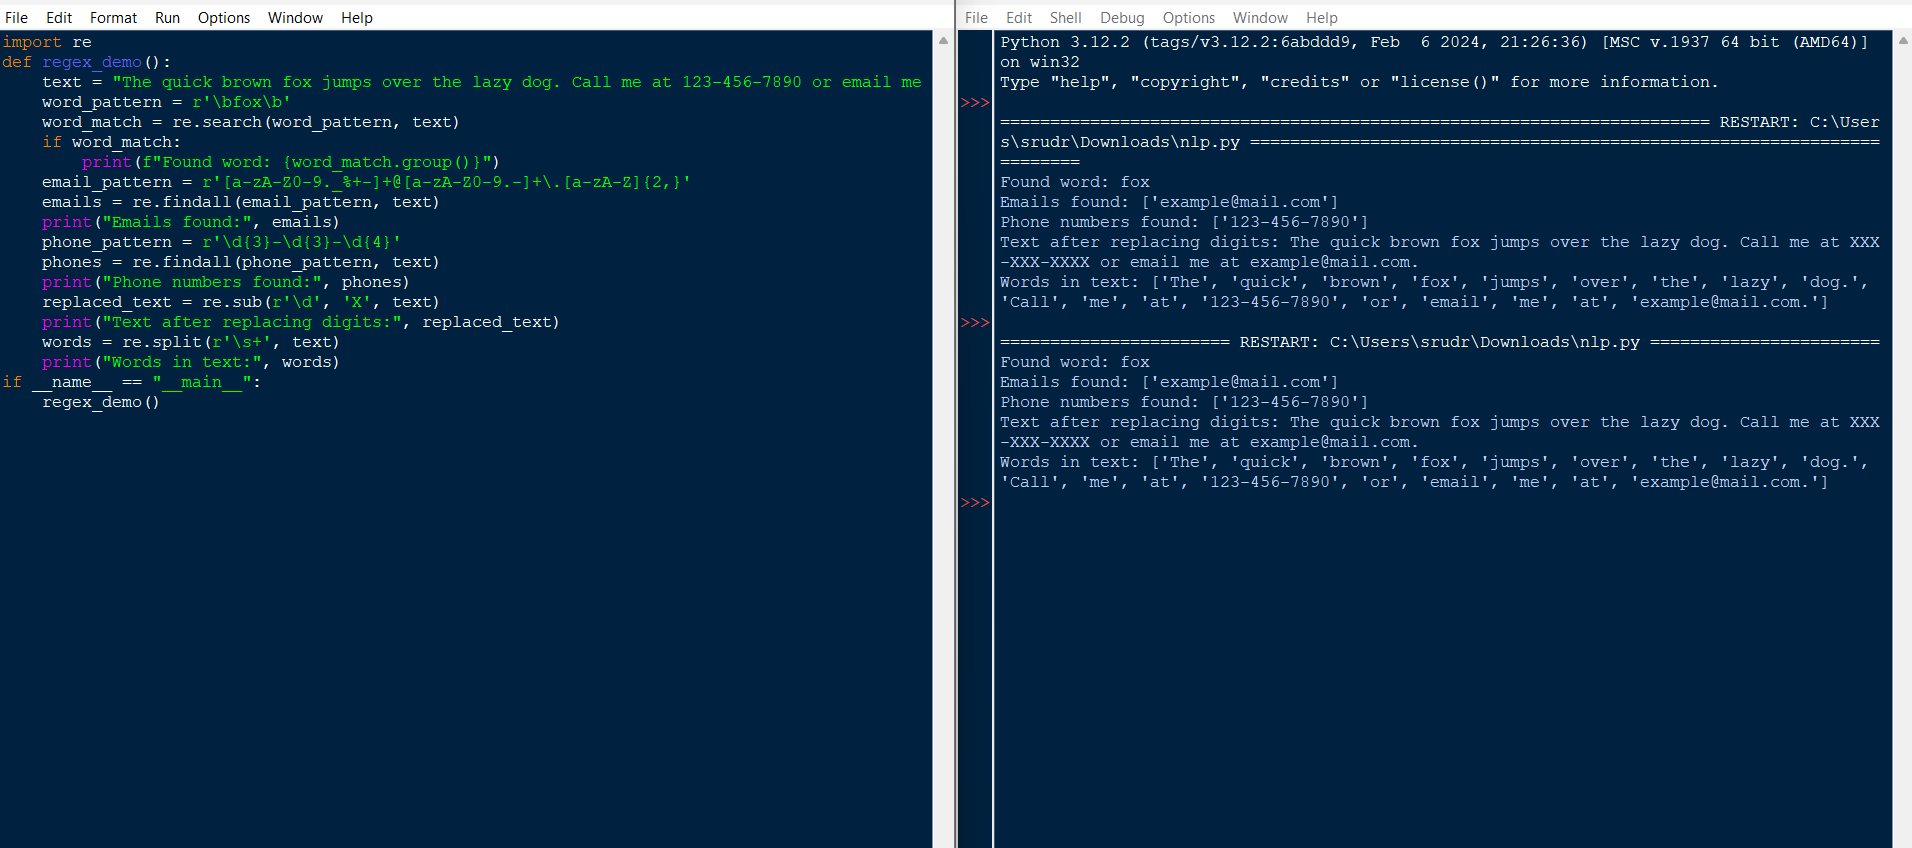 File Edit Format Run Options Window Help
import re
def regex_demo():
    text = "The quick brown fox jumps over the lazy dog. Call me at 123-456-7890 or email me
    word_pattern = r'\bfox\b'
    word_match = re.search(word_pattern, text)
    if word_match:
        print(f"Found word: {word_match.group()}")
    email_pattern = r'[a-zA-Z0-9._%+-]+@[a-zA-Z0-9.-]+\.[a-zA-Z]{2,}'
    emails = re.findall(email_pattern, text)
    print("Emails found:", emails)
    phone_pattern = r'\d{3}-\d{3}-\d{4}'
    phones = re.findall(phone_pattern, text)
    print("Phone numbers found:", phones)
    replaced_text = re.sub(r'\d', 'X', text)
    print("Text after replacing digits:", replaced_text)
    words = re.split(r'\s+', text)
    print("Words in text:", words)
if __name__ == "__main__":
    regex_demo()
File Edit Shell Debug Options Window Help
Python 3.12.2 (tags/v3.12.2:6abddd9, Feb  6 2024, 21:26:36) [MSC v.1937 64 bit (AMD64)]
on win32
Type "help", "copyright", "credits" or "license()" for more information.
>>>
======================================================================= RESTART: C:\User
s\srudr\Downloads\nlp.py ===============================================================
========
Found word: fox
Emails found: ['example@mail.com']
Phone numbers found: ['123-456-7890']
Text after replacing digits: The quick brown fox jumps over the lazy dog. Call me at XXX
-XXX-XXXX or email me at example@mail.com.
Words in text: ['The', 'quick', 'brown', 'fox', 'jumps', 'over', 'the', 'lazy', 'dog.',
'Call', 'me', 'at', '123-456-7890', 'or', 'email', 'me', 'at', 'example@mail.com.']
>>>
======================= RESTART: C:\Users\srudr\Downloads\nlp.py =======================
Found word: fox
Emails found: ['example@mail.com']
Phone numbers found: ['123-456-7890']
Text after replacing digits: The quick brown fox jumps over the lazy dog. Call me at XXX
-XXX-XXXX or email me at example@mail.com.
Words in text: ['The', 'quick', 'brown', 'fox', 'jumps', 'over', 'the', 'lazy', 'dog.',
'Call', 'me', 'at', '123-456-7890', 'or', 'email', 'me', 'at', 'example@mail.com.']
>>>